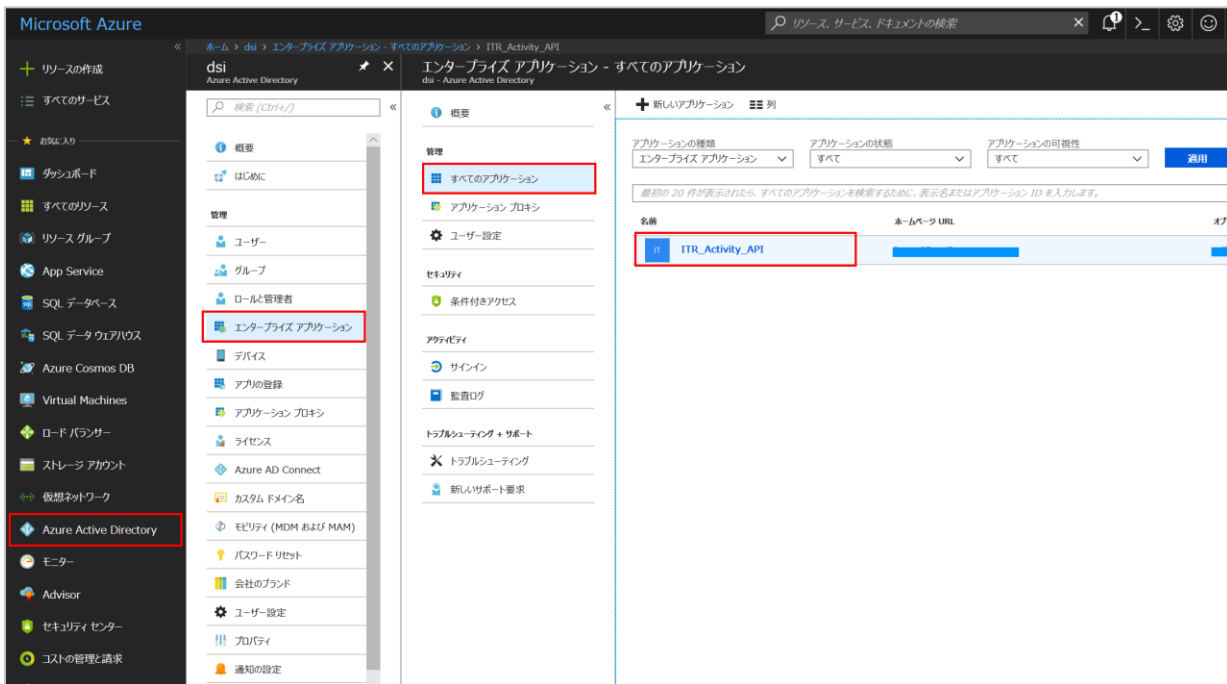 Microsoft Azure
リソース、サービス、ドキュメントの検索
1
ホーム > dsi > エンタープライズ アプリケーション - すべてのアプリケーション > ITR_Activity_API
リソースの作成
すべてのサービス
お気に入り
ダッシュボード
すべてのリソース
リソース グループ
App Service
SQL データベース
SQL データ ウェアハウス
Azure Cosmos DB
Virtual Machines
ロード バランサー
ストレージ アカウント
仮想ネットワーク
Azure Active Directory
モニター
Advisor
セキュリティ センター
コストの管理と請求
dsi
Azure Active Directory
検索 (Ctrl+/)
概要
はじめに
管理
ユーザー
グループ
ロールと管理者
エンタープライズ アプリケーション
デバイス
アプリの登録
アプリケーション プロキシ
ライセンス
Azure AD Connect
カスタム ドメイン名
モビリティ (MDM および MAM)
パスワード リセット
会社のブランド
ユーザー設定
プロパティ
通知の設定
エンタープライズ アプリケーション - すべてのアプリケーション
dsi - Azure Active Directory
概要
管理
すべてのアプリケーション
アプリケーション プロキシ
ユーザー設定
セキュリティ
条件付きアクセス
アクティビティ
サインイン
監査ログ
トラブルシューティング + サポート
トラブルシューティング
新しいサポート要求
新しいアプリケーション 列
アプリケーションの種類 アプリケーションの状態 アプリケーションの可視性
エンタープライズ アプリケーション すべて すべて 適用
最初の 20 件が表示されたら、すべてのアプリケーションを検索するために、表示名またはアプリケーション ID を入力します。
名前 ホームページ URL オブ
IT ITR_Activity_API